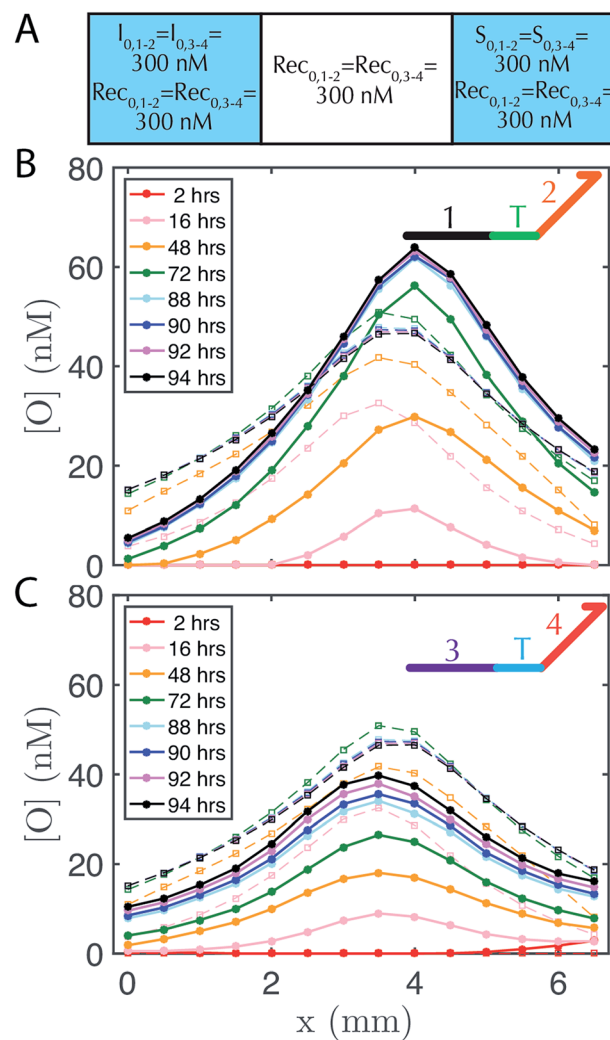 A
I0,1-2=I0,3-4=
300 nM
Rec0,1-2=Rec0,3-4=
300 nM
Rec0,1-2=Rec0,3-4=
300 nM
S0,1-2=S0,3-4=
300 nM
Rec0,1-2=Rec0,3-4=
300 nM
B
80
60
40
20
0
[O] (nM)
2 hrs
16 hrs
48 hrs
72 hrs
88 hrs
90 hrs
92 hrs
94 hrs
1 T 2
C
80
60
40
20
0
[O] (nM)
2 hrs
16 hrs
48 hrs
72 hrs
88 hrs
90 hrs
92 hrs
94 hrs
3 T 4
0 2 4 6
x (mm)